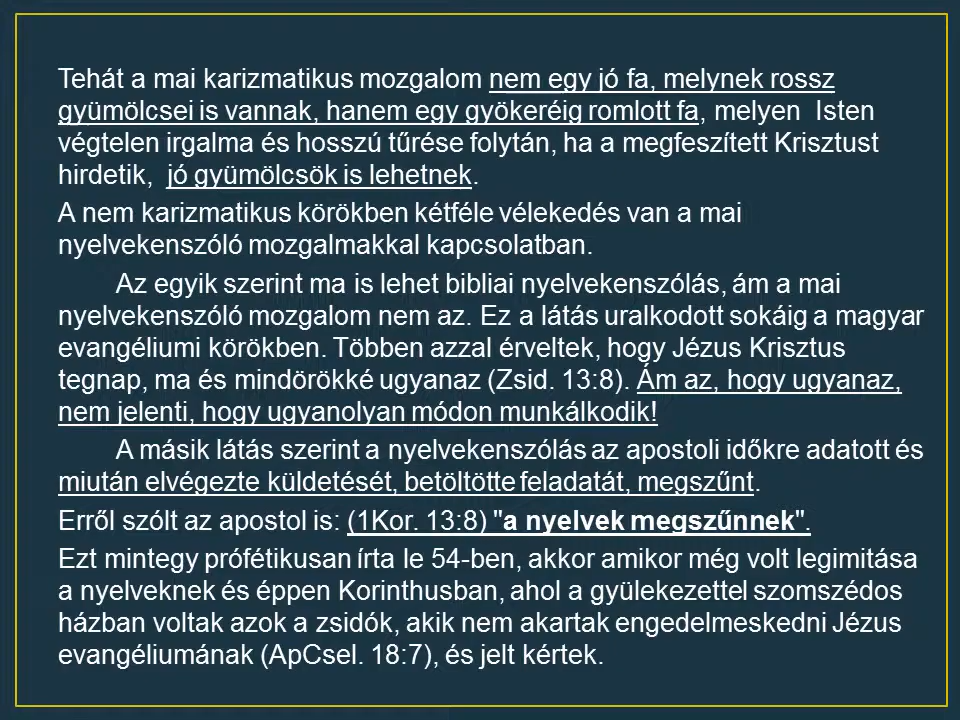 Tehát a mai karizmatikus mozgalom nem egy jó fa, melynek rossz
gyümölcsei is vannak, hanem egy gyökeréig romlott fa, melyen  Isten
végtelen irgalma és hosszú tűrése folytán, ha a megfeszített Krisztust
hirdetik,  jó gyümölcsök is lehetnek.
A nem karizmatikus körökben kétféle vélekedés van a mai
nyelvekenszóló mozgalmakkal kapcsolatban.
Az egyik szerint ma is lehet bibliai nyelvekenszólás, ám a mai
nyelvekenszóló mozgalom nem az. Ez a látás uralkodott sokáig a magyar
evangéliumi körökben. Többen azzal érveltek, hogy Jézus Krisztus
tegnap, ma és mindörökké ugyanaz (Zsid. 13:8). Ám az, hogy ugyanaz,
nem jelenti, hogy ugyanolyan módon munkálkodik!
A másik látás szerint a nyelvekenszólás az apostoli időkre adatott és
miután elvégezte küldetését, betöltötte feladatát, megszűnt.
Erről szólt az apostol is: (1Kor. 13:8) "a nyelvek megszűnnek".
Ezt mintegy prófétikusan írta le 54-ben, akkor amikor még volt legimitása
a nyelveknek és éppen Korinthusban, ahol a gyülekezettel szomszédos
házban voltak azok a zsidók, akik nem akartak engedelmeskedni Jézus
evangéliumának (ApCsel. 18:7), és jelt kértek.